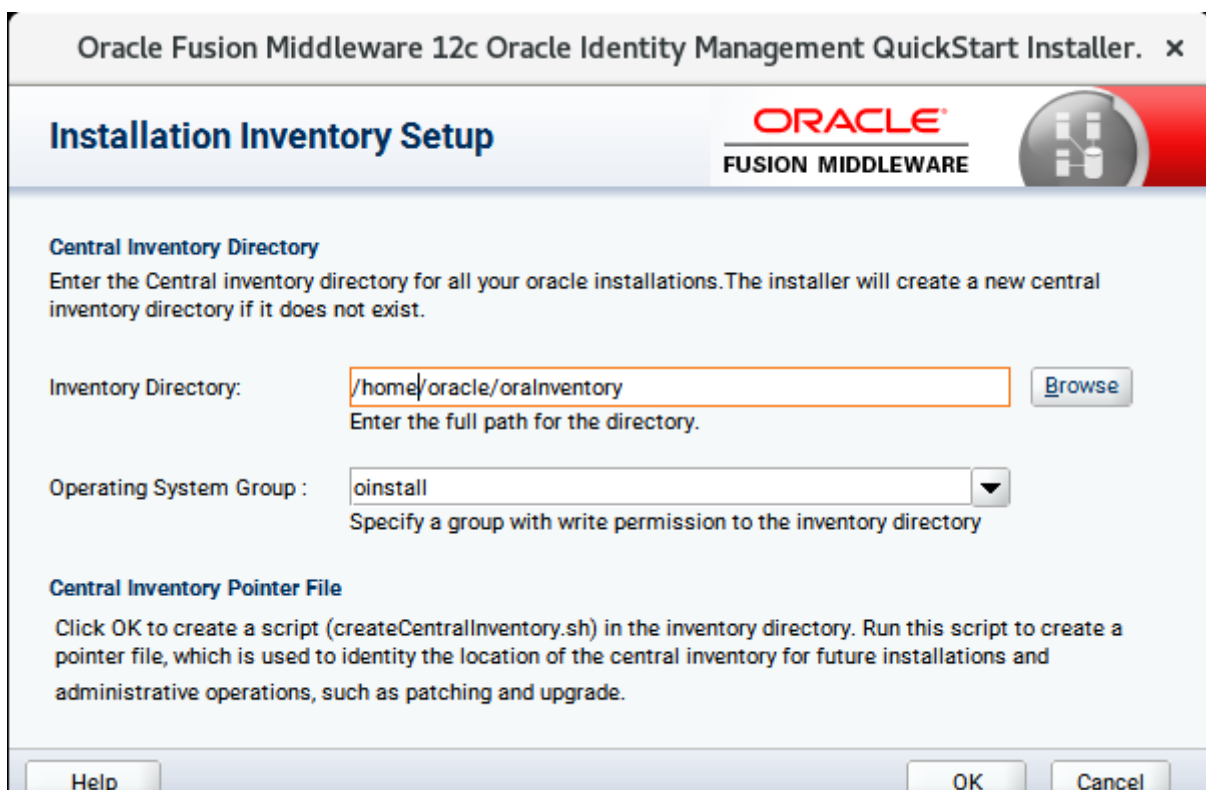 Oracle Fusion Middleware 12c Oracle Identity Management QuickStart Installer. ×
Installation Inventory Setup
ORACLE
FUSION MIDDLEWARE
Central Inventory Directory
Enter the Central inventory directory for all your oracle installations.The installer will create a new central
inventory directory if it does not exist.
Inventory Directory: /home/oracle/oraInventory Browse
Enter the full path for the directory.
Operating System Group : oinstall
Specify a group with write permission to the inventory directory
Central Inventory Pointer File
Click OK to create a script (createCentralInventory.sh) in the inventory directory. Run this script to create a
pointer file, which is used to identity the location of the central inventory for future installations and
administrative operations, such as patching and upgrade.
Help OK Cancel